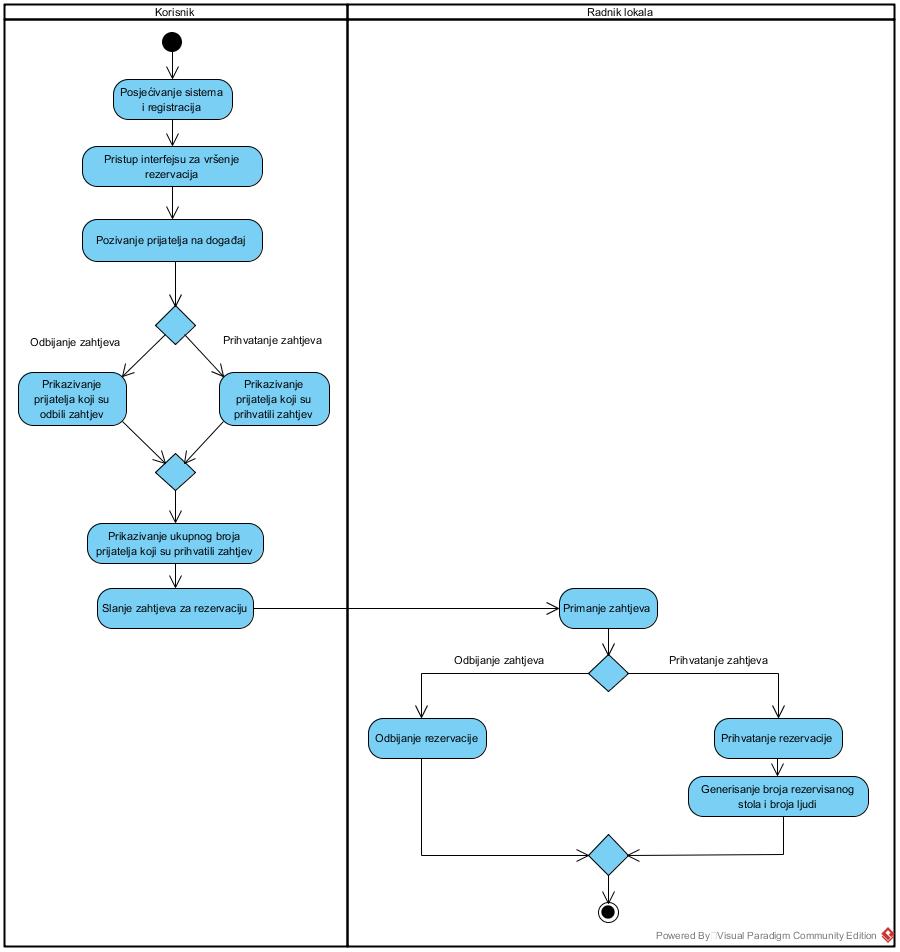 Korisnik
Radnik lokala
Posjećivanje sistema
i registracija
Pristup interfejsu za vršenje
rezervacija
Pozivanje prijatelja na događaj
Odbijanje zahtjeva
Prihvatanje zahtjeva
Prikazivanje
prijatelja koji su
odbili zahtjev
Prikazivanje
prijatelja koji su
prihvatili zahtjev
Prikazivanje ukupnog broja
prijatelja koji su prihvatili zahtjev
Slanje zahtjeva za rezervaciju
Primanje zahtjeva
Odbijanje zahtjeva
Prihvatanje zahtjeva
Odbijanje rezervacije
Prihvatanje rezervacije
Generisanje broja rezervisanog
stola i broja ljudi
Powered By Visual Paradigm Community Edition